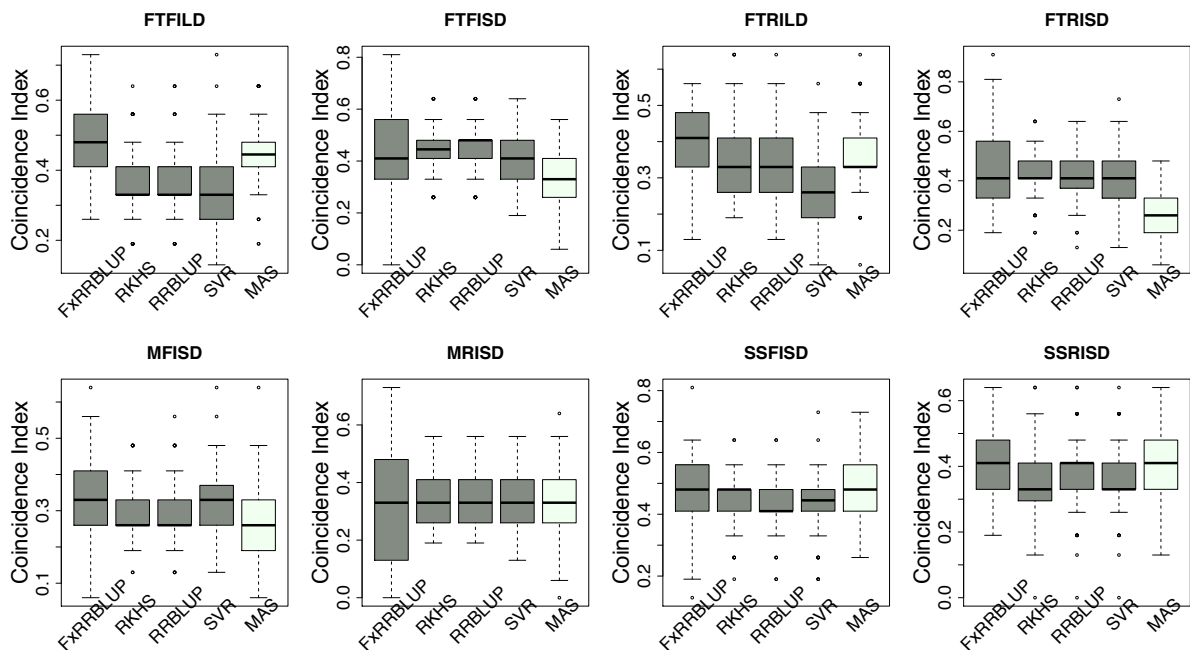 FTFILD
FTFISD
FTRILD
FTRISD
Coincidence Index
0.2
0.4
0.6
FxRRBLUP
RKHS
RRBLUP
SVR
MAS
Coincidence Index
0.0
0.2
0.4
0.6
0.8
FxRRBLUP
RKHS
RRBLUP
SVR
MAS
Coincidence Index
0.1
0.3
0.5
FxRRBLUP
RKHS
RRBLUP
SVR
MAS
Coincidence Index
0.2
0.4
0.6
0.8
FxRRBLUP
RKHS
RRBLUP
SVR
MAS
MFISD
MRISD
SSFISD
SSRISD
Coincidence Index
0.1
0.3
0.5
FxRRBLUP
RKHS
RRBLUP
SVR
MAS
Coincidence Index
0.0
0.2
0.4
0.6
FxRRBLUP
RKHS
RRBLUP
SVR
MAS
Coincidence Index
0.2
0.4
0.6
0.8
FxRRBLUP
RKHS
RRBLUP
SVR
MAS
Coincidence Index
0.0
0.2
0.4
0.6
FxRRBLUP
RKHS
RRBLUP
SVR
MAS